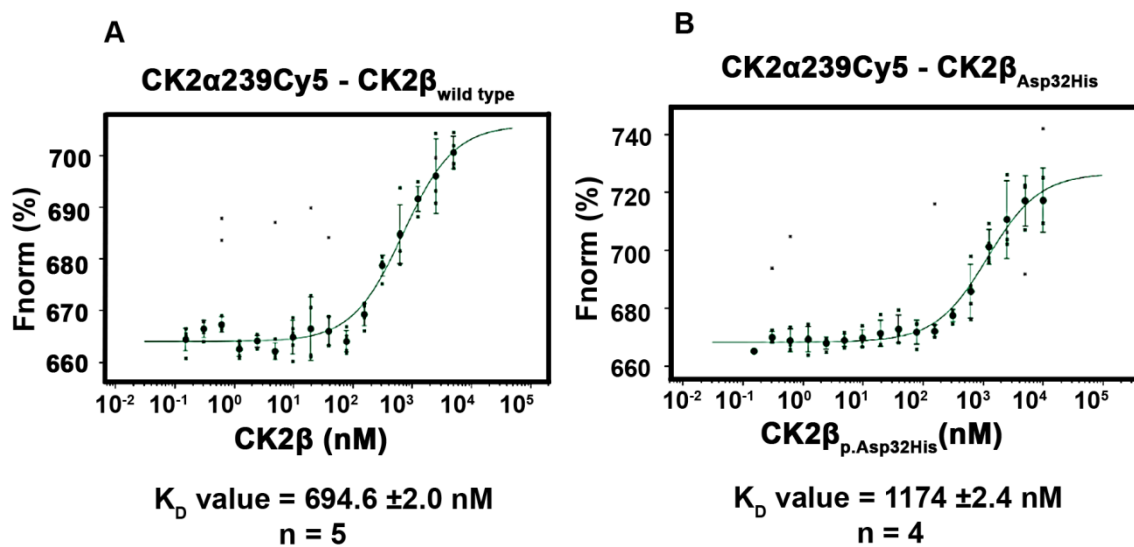 A
CK2α239Cy5 - CK2βwild type
Fnorm (%)
700
690
680
670
660
10-2 10-1 100 101 102 103 104 105
CK2β (nM)
KD value = 694.6 ±2.0 nM
n = 5
B
CK2α239Cy5 - CK2βAsp32His
Fnorm (%)
740
720
700
680
660
10-2 10-1 100 101 102 103 104 105
CK2βp.Asp32His(nM)
KD value = 1174 ±2.4 nM
n = 4